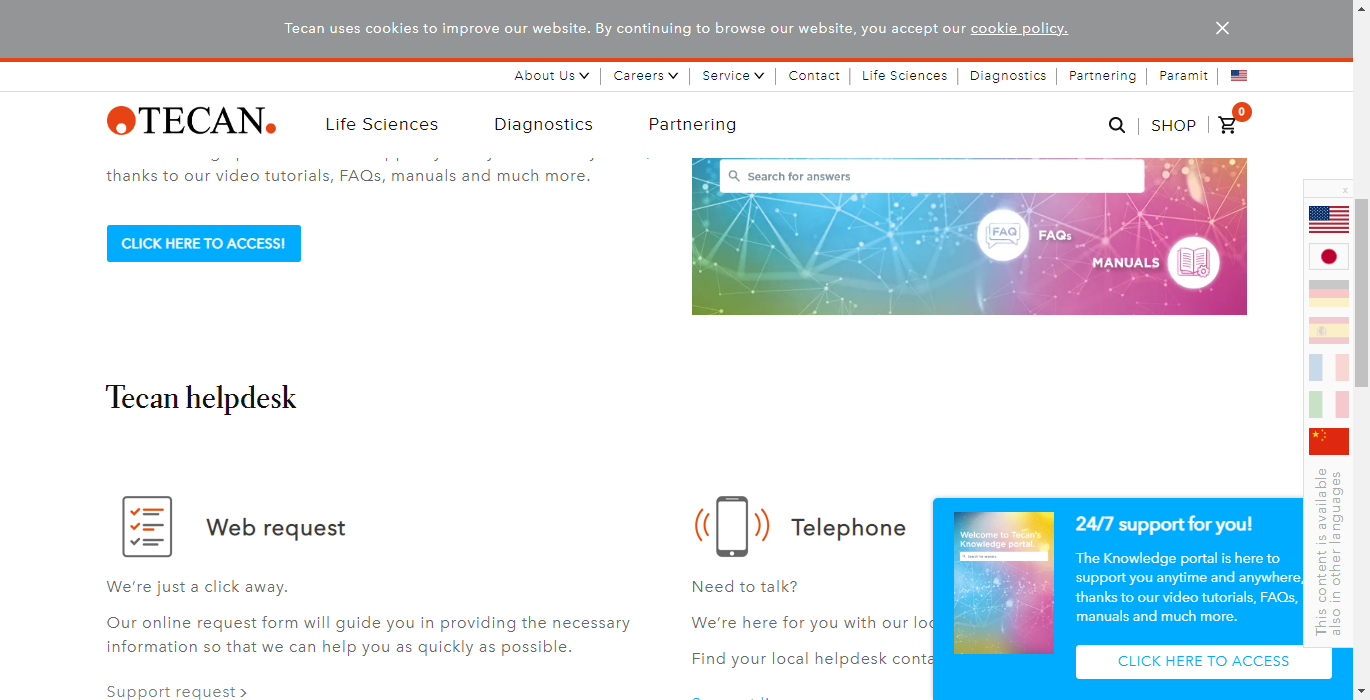 Tecan uses cookies to improve our website. By continuing to browse our website, you accept our cookie policy.
About Us
Careers
Service
Contact
Life Sciences
Diagnostics
Partnering
Paramit
TECAN.
Life Sciences
Diagnostics
Partnering
SHOP
0
thanks to our video tutorials, FAQs, manuals and much more.
CLICK HERE TO ACCESS!
Search for answers
FAQ
FAQs
MANUALS
x
Tecan helpdesk
Web request
We're just a click away.
Our online request form will guide you in providing the necessary
information so that we can help you as quickly as possible.
Support request >
Telephone
Need to talk?
We're here for you with our loc
Find your local helpdesk conta
Welcome to Tecan's
Knowledge portal.
Search for answers
24/7 support for you!
The Knowledge portal is here to
support you anytime and anywhere,
thanks to our video tutorials, FAQs,
manuals and much more.
CLICK HERE TO ACCESS
This content is available
also in other languages